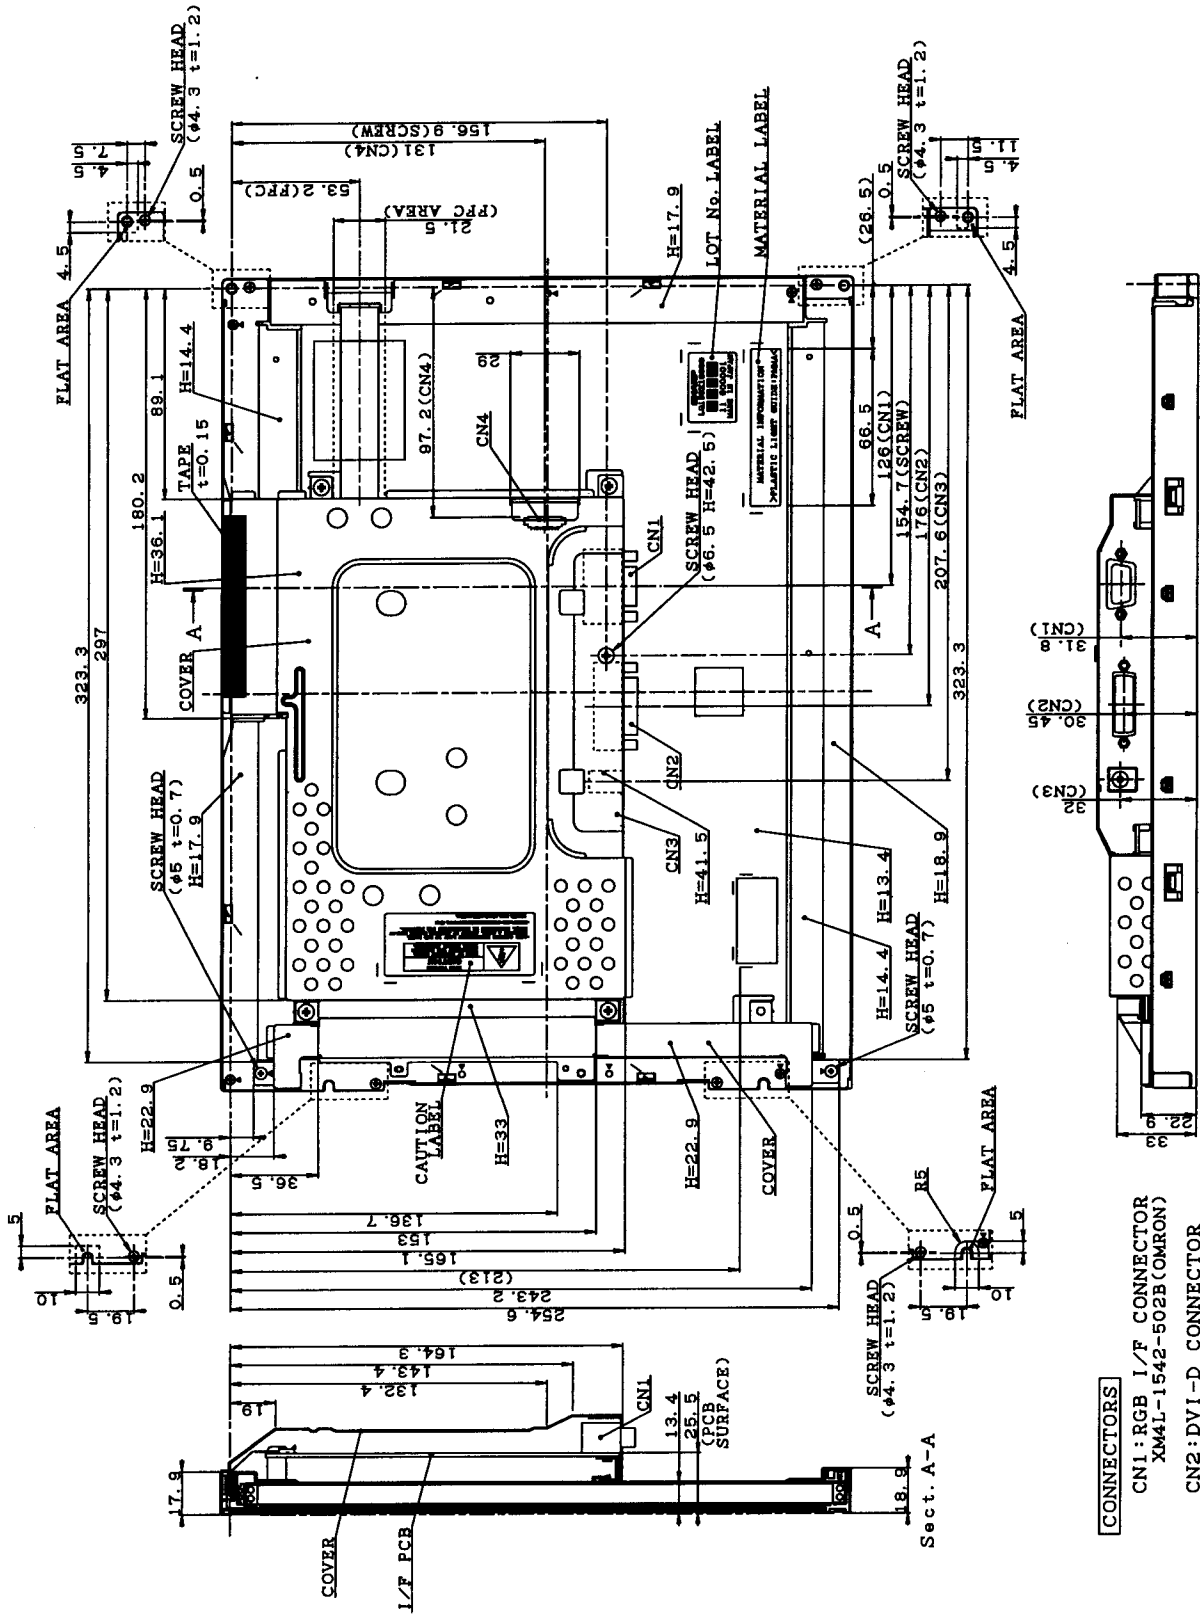 FLAT AREA
4.5
4.5
7.5
SCREW HEAD
(φ4.3 t=1.2)
0.5
323.3
297
180.2
89.1
H=36.1
TAPE
t=0.15
H=14.4
COVER
A
SCREW HEAD
(φ5 t=0.7)
H=17.9
53.2(FPC)
131(CN4)
156.9(SCREW)
21.5
(FPC AREA)
97.2(CN4)
29
CN4
H=17.9
LOT No. LABEL
MATERIAL LABEL
MATERIAL INFORMATION
>PLASTIC LIGHT GUIDE:PMMA<
MADE IN JAPAN
SCREW HEAD
(φ6.5 H=42.5)
CN1
CN2
CN3
H=41.5
A
(26.5)
66.5
126(CN1)
154.7(SCREW)
176(CN2)
207.6(CN3)
323.3
SCREW HEAD
(φ4.3 t=1.2)
0.5
11.5
4.5
4.5
FLAT AREA
FLAT AREA
5
SCREW HEAD
(φ4.3 t=1.2)
10
19.5
0.5
H=22.9
9.75
18.2
36.5
CAUTION
LABEL
H=33
136.7
153
165.1
(213)
243.2
254.6
H=22.9
COVER
H=13.4
H=14.4
H=18.9
SCREW HEAD
(φ5 t=0.7)
0.5
SCREW HEAD
(φ4.3 t=1.2)
19.5
10
5
R5
FLAT AREA
31.8
(CN1)
30.45
(CN2)
32
(CN3)
33
22.9
17.9
19
132.4
143.4
164.3
COVER
I/F PCB
CN1
13.4
25.5
(PCB
SURFACE)
18.9
Sect. A-A
CONNECTORS
CN1:RGB I/F CONNECTOR
XM4L-1542-502B(OMRON)
CN2:DVI-D CONNECTOR